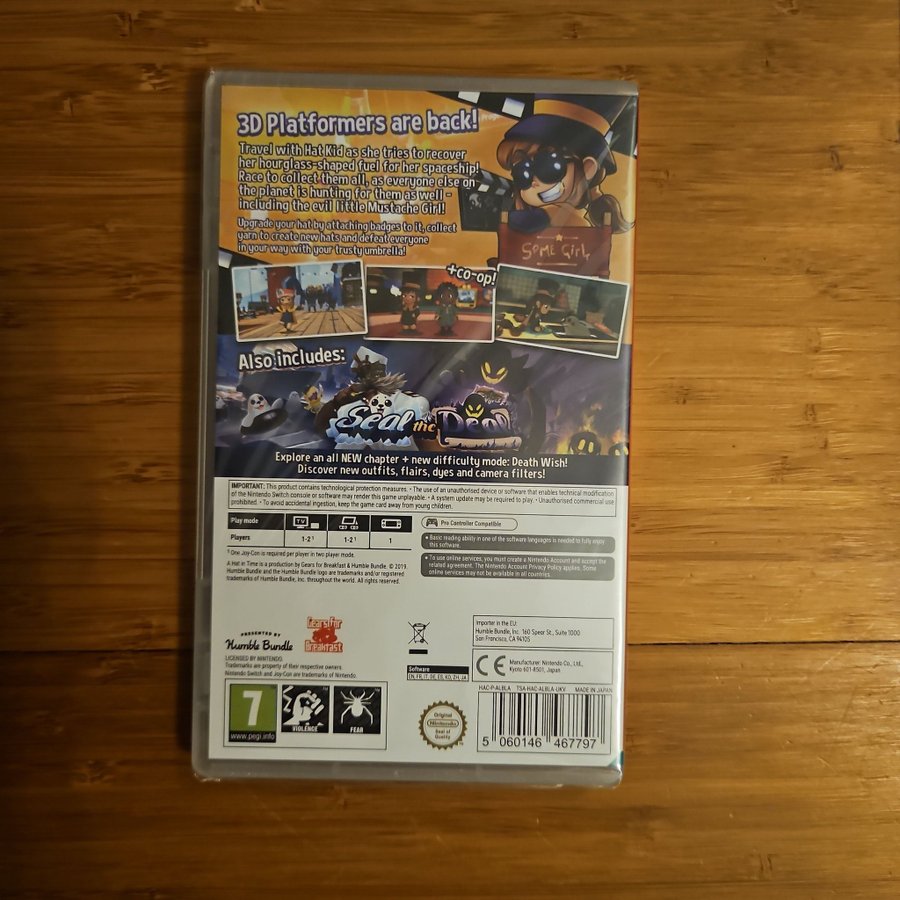 3D Platformers are back!
Travel with Hat Kid as she tries to recover
her hourglass-shaped fuel for her spaceship!
Race to collect them all, as everyone else on
the planet is hunting for them as well -
including the evil little Mustache Girl!
Upgrade your hat by attaching badges to it, collect
yarn to create new hats and defeat everyone
in your way with your trusty umbrella!
SOME GIRL
+co-op!
Also includes:
Seal the Deal
Explore an all NEW chapter + new difficulty mode: Death Wish!
Discover new outfits, flairs, dyes and camera filters!
IMPORTANT: This product contains technological protection measures. • The use of an unauthorised device or software that enables technical modification
of the Nintendo Switch console or software may render this game unplayable. • A system update may be required to play. • Unauthorised commercial use
prohibited. • To avoid accidental ingestion, keep the game card away from young children.
Play mode TV
Players 1-2¹ 1-2¹ 1
¹ One Joy-Con is required per player in two player mode.
A Hat in Time is a production by Gears for Breakfast & Humble Bundle, © 2019.
Humble Bundle and the Humble Bundle logo are trademarks and/or registered
trademarks of Humble Bundle, Inc. throughout the world. All rights reserved.
Pro Controller Compatible
• Basic reading ability in one of the software languages is needed to fully enjoy
this software.
• To use online services, you must create a Nintendo Account and accept the
related agreement. The Nintendo Account Privacy Policy applies. Some
online services may not be available in all countries.
PRESENTED BY
Humble Bundle
Gears for
Breakfast
LICENSED BY NINTENDO.
Trademarks are property of their respective owners.
Nintendo Switch and Joy-Con are trademarks of Nintendo.
Software
EN, FR, IT, DE, ES, KO, ZH, JA
Importer in the EU:
Humble Bundle, Inc. 160 Spear St., Suite 1000
San Francisco, CA 94105
CE
Manufacturer: Nintendo Co., Ltd.,
Kyoto 601-8501, Japan
7
www.pegi.info
VIOLENCE
FEAR
Original
Nintendo
Seal of
Quality
HAC-P-ALBLA TSA-HAC-ALBLA-UKV MADE IN JAPAN
5 060146 467797